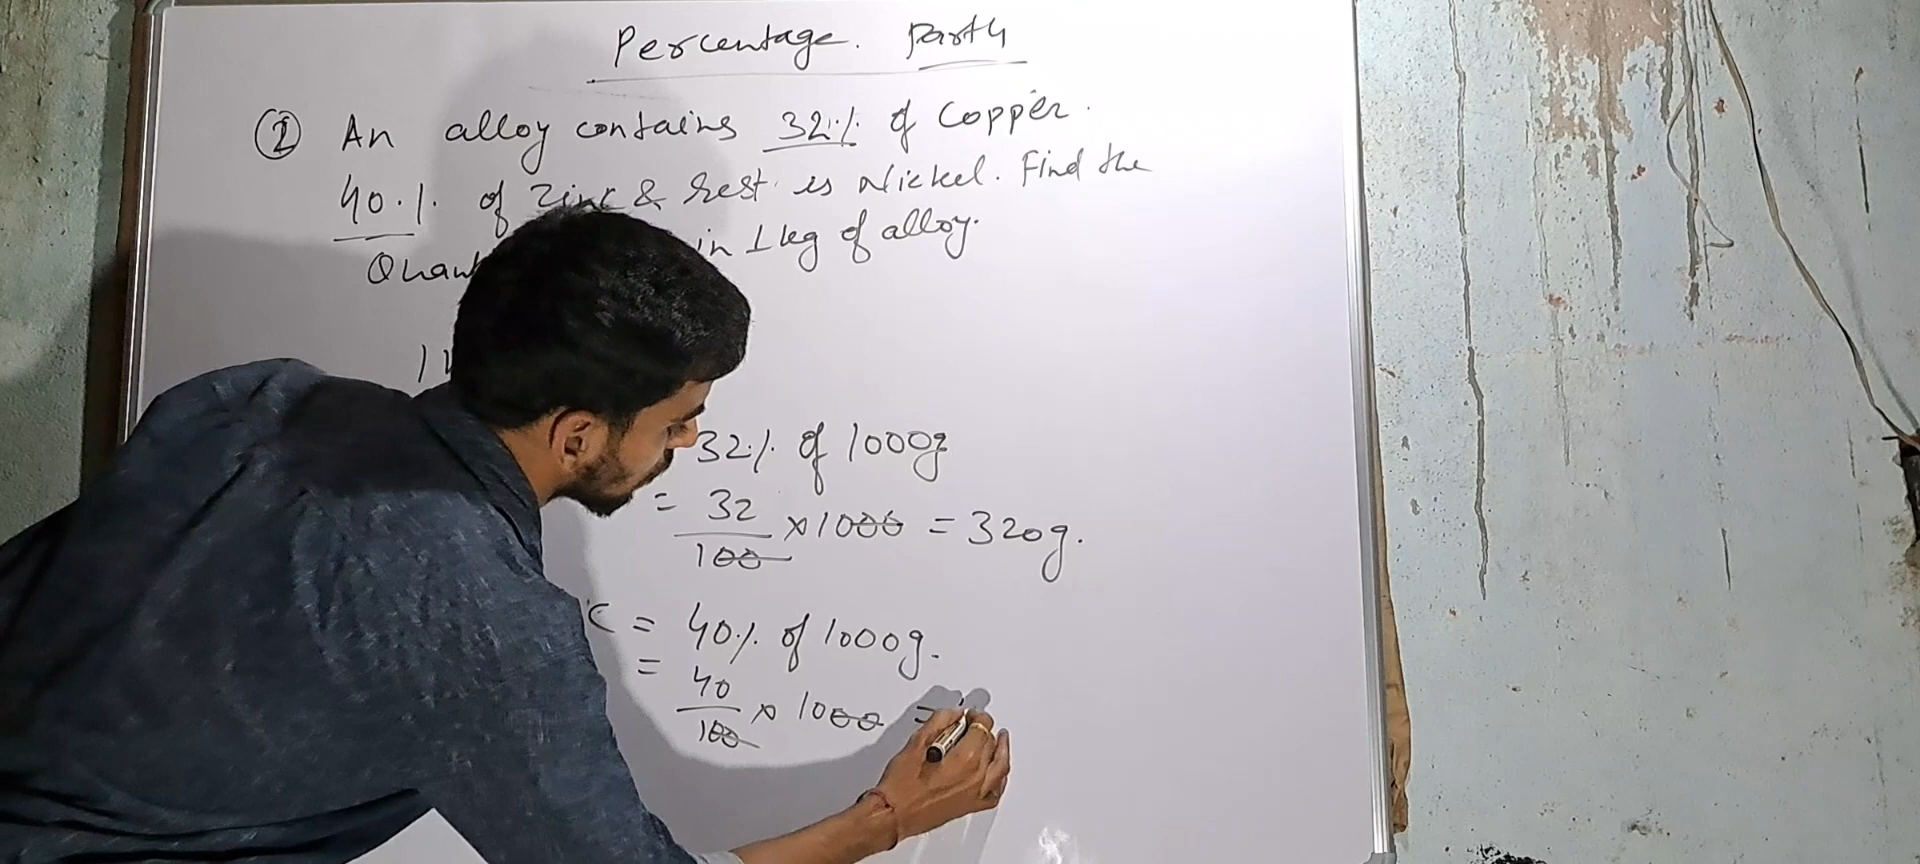 Percentage. Part 4
② An alloy contains 32% of Copper.
40% of Zinc & rest is Nickel. Find the
in 1 kg of alloy.
32% of 1000g
= 32/100 × 1000 = 320g.
= 40% of 1000g.
= 40/100 × 1000 =